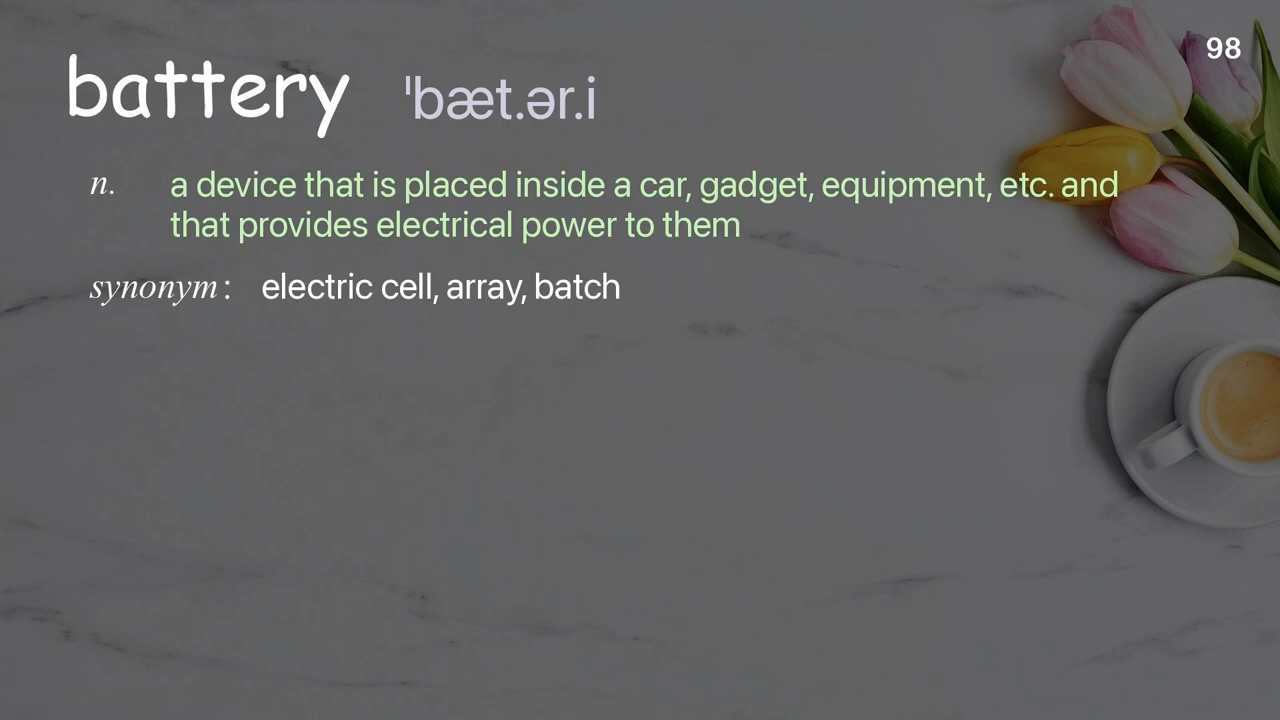 98
battery ˈbæt.ər.i
n. a device that is placed inside a car, gadget, equipment, etc. and
that provides electrical power to them
synonym : electric cell, array, batch